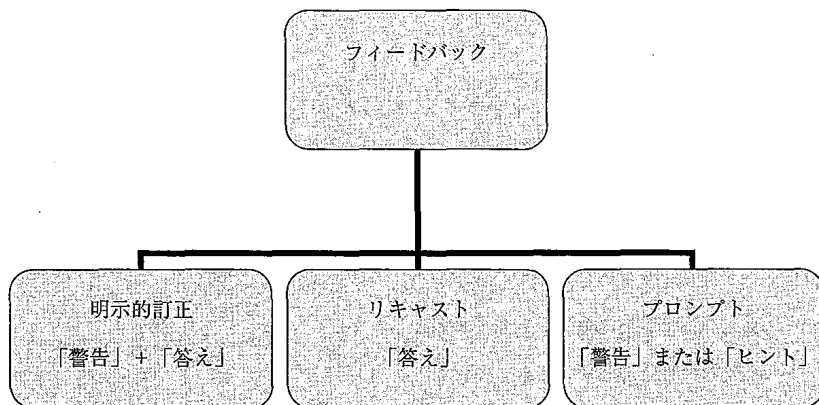 フィードバック
明示的訂正
「警告」+「答え」
リキャスト
「答え」
プロンプト
「警告」または「ヒント」